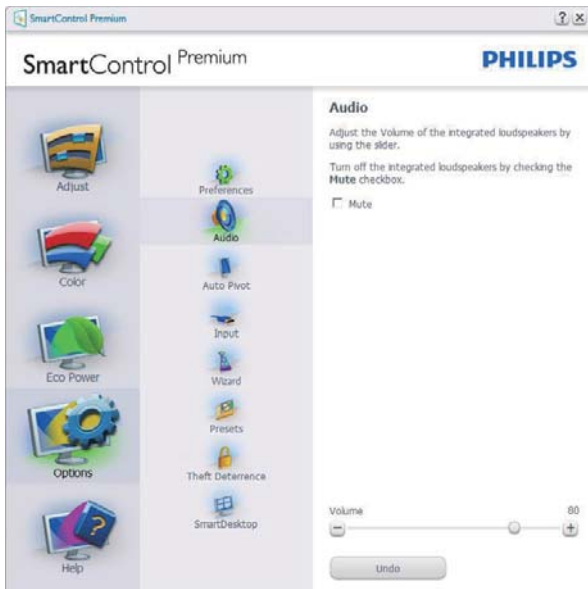 SmartControl Premium
SmartControl Premium
PHILIPS
Adjust
Color
Eco Power
Options
Help
Preferences
Audio
Auto Pivot
Input
Wizard
Presets
Theft Deterrence
SmartDesktop
Audio
Adjust the Volume of the integrated loudspeakers by
using the slider.
Turn off the integrated loudspeakers by checking the
Mute checkbox.
Mute
Volume 80
Undo